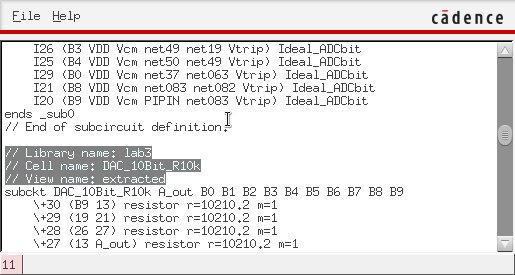 File Help cādence
I26 (B3 VDD Vcm net49 net19 Vtrip) Ideal_ADCbit
I25 (B4 VDD Vcm net50 net49 Vtrip) Ideal_ADCbit
I29 (B0 VDD Vcm net37 net063 Vtrip) Ideal_ADCbit
I21 (B8 VDD Vcm net083 net082 Vtrip) Ideal_ADCbit
I20 (B9 VDD Vcm PIPIN net083 Vtrip) Ideal_ADCbit
ends _sub0
// End of subcircuit definition.
// Library name: lab3
// Cell name: DAC_10Bit_R10k
// View name: extracted
subckt DAC_10Bit_R10k A_out B0 B1 B2 B3 B4 B5 B6 B7 B8 B9
\+30 (B9 13) resistor r=10210.2 m=1
\+29 (19 21) resistor r=10210.2 m=1
\+28 (26 27) resistor r=10210.2 m=1
\+27 (13 A_out) resistor r=10210.2 m=1
11